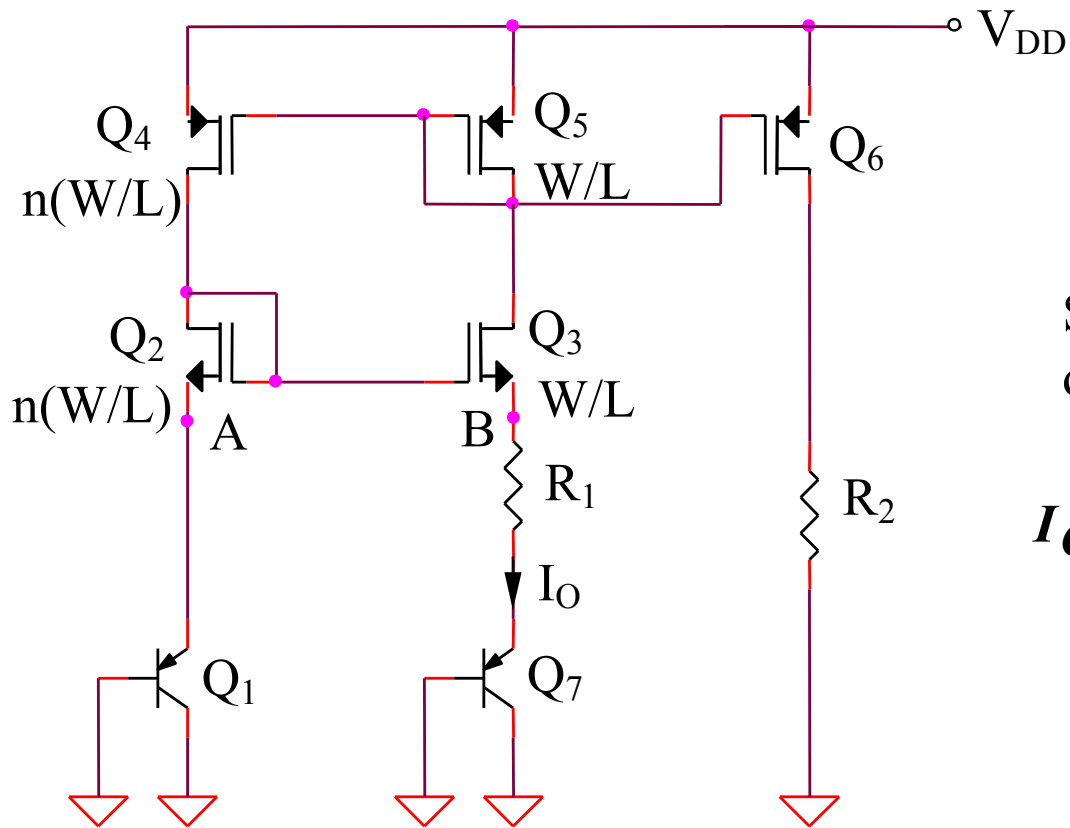 V_DD
Q_4
Q_5
Q_6
n(W/L)
W/L
Q_2
Q_3
n(W/L)
W/L
A
B
R_1
R_2
I_O
Q_1
Q_7